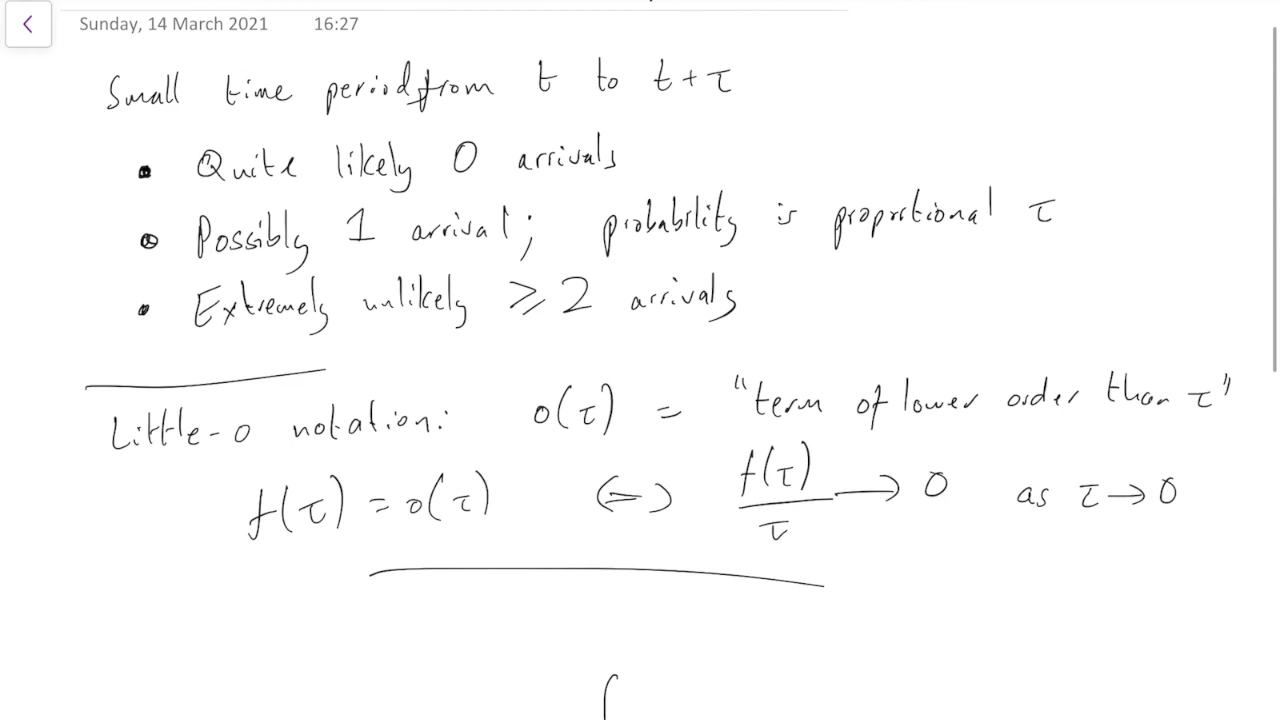 Sunday, 14 March 2021 16:27
Small time period from t to t + τ
• Quite likely 0 arrivals
• Possibly 1 arrival; probability is proportional τ
• Extremely unlikely ≥ 2 arrivals
Little-o notation: o(τ) = "term of lower order than τ"
f(τ) = o(τ) ⇔ f(τ)/τ → 0 as τ → 0